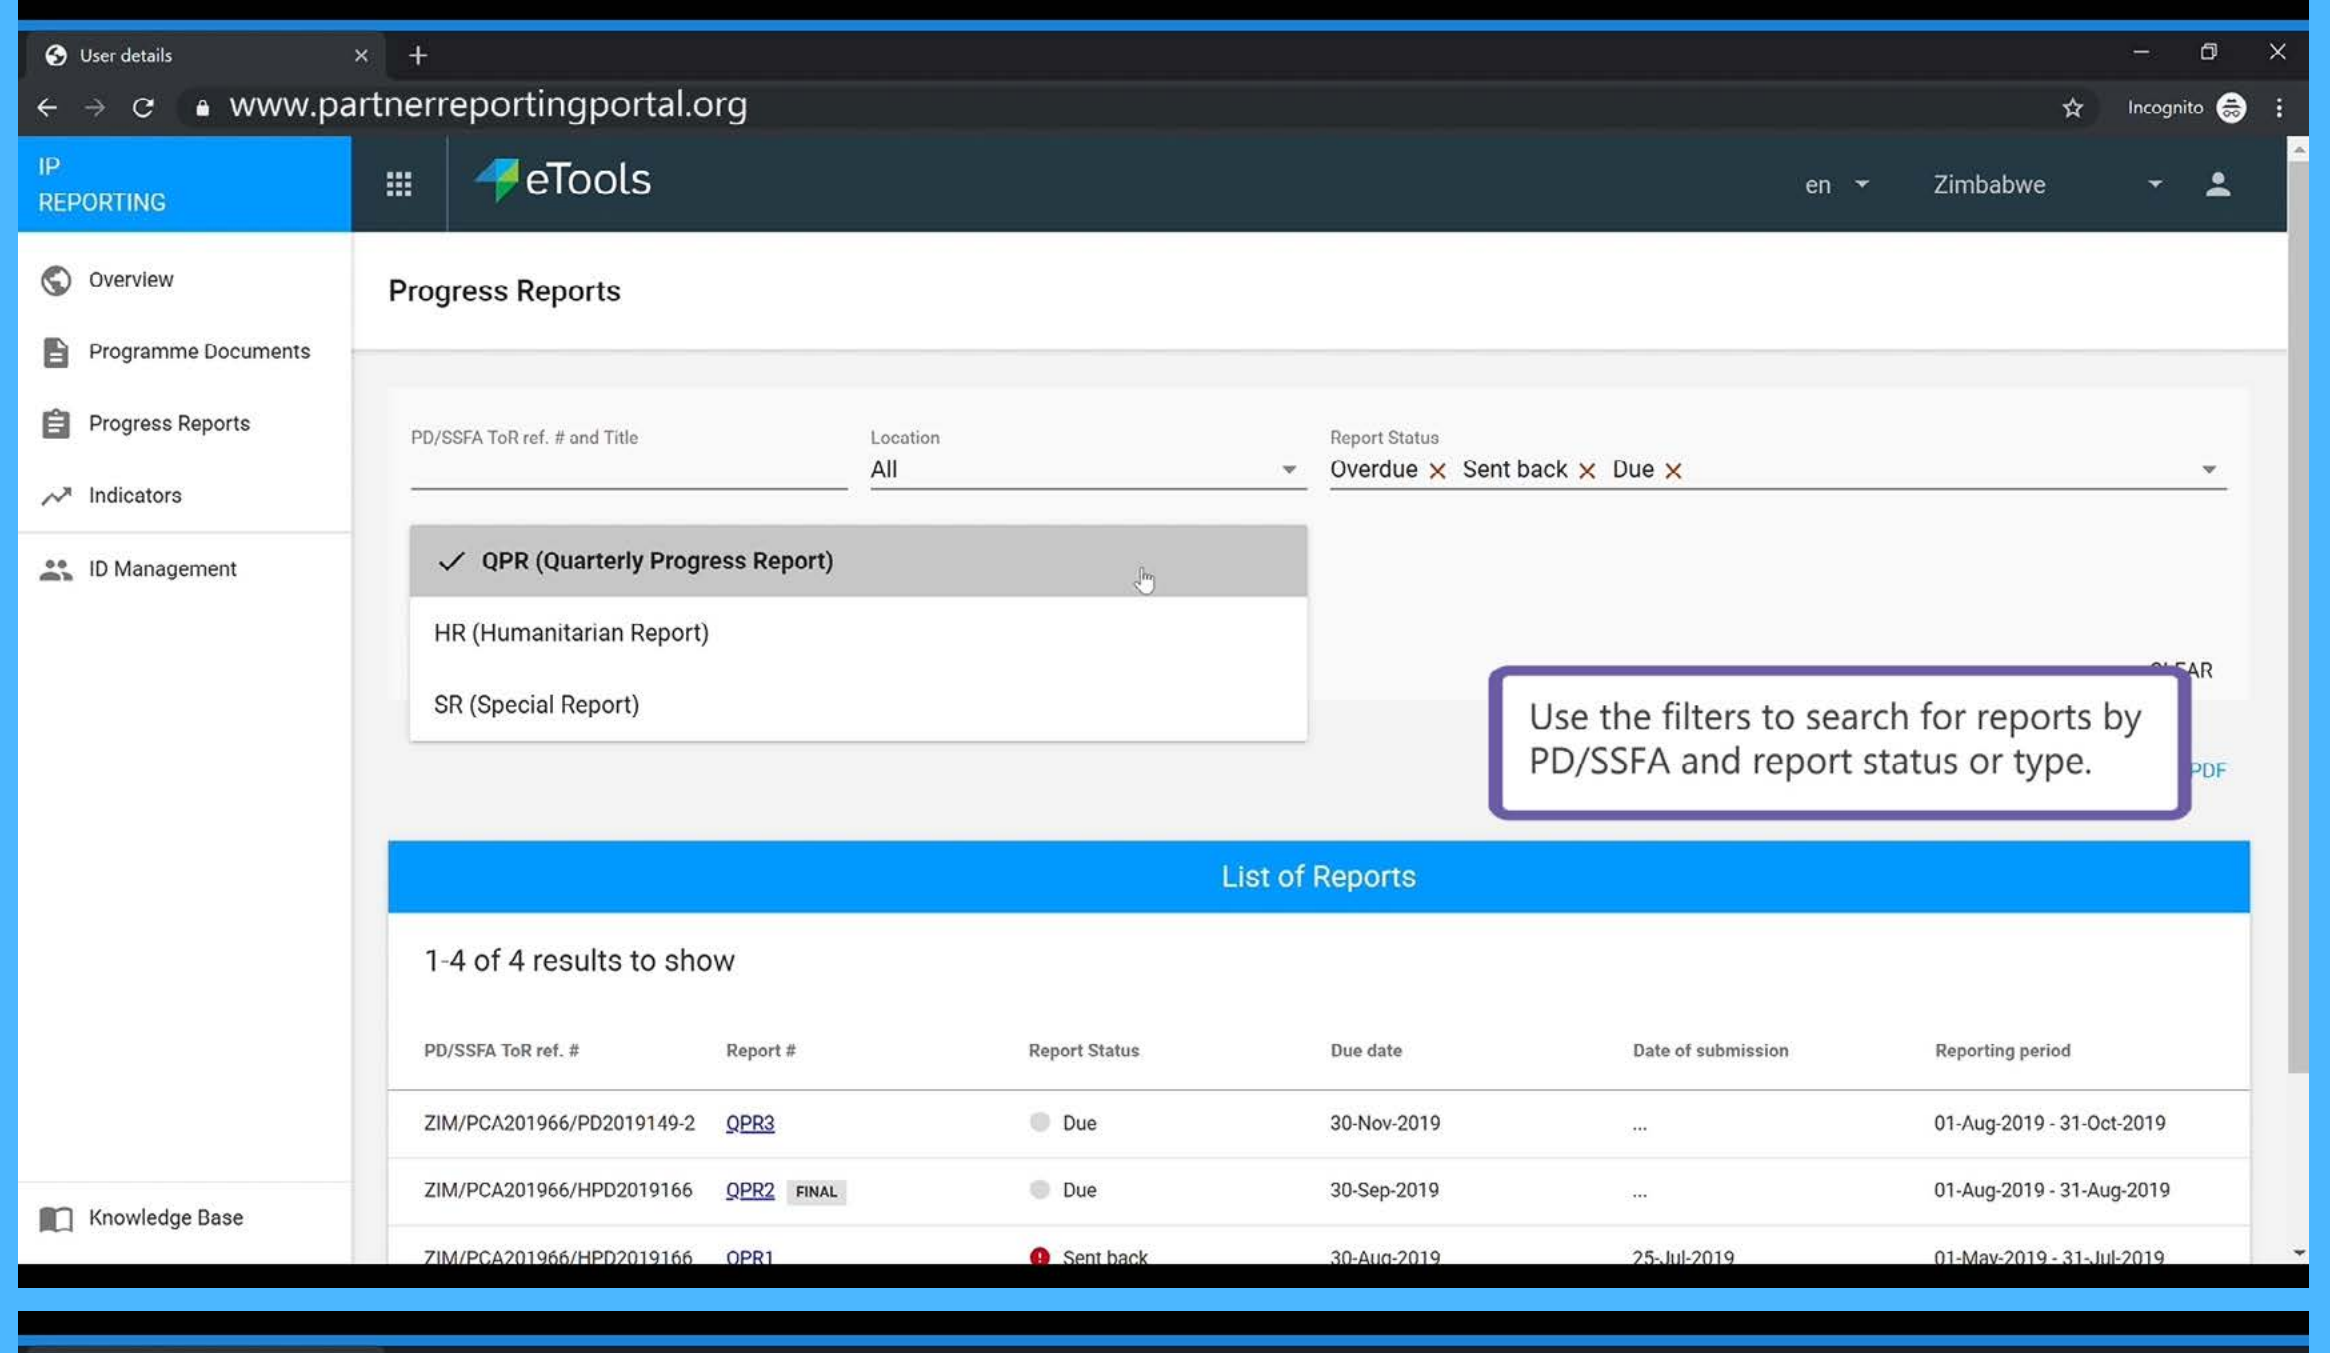 User details
www.partnerreportingportal.org
Incognito
IP
REPORTING
eTools
en
Zimbabwe
Overview
Programme Documents
Progress Reports
Indicators
ID Management
Knowledge Base
Progress Reports
PD/SSFA ToR ref. # and Title
Location
Report Status
All
Overdue Sent back Due
QPR (Quarterly Progress Report)
HR (Humanitarian Report)
SR (Special Report)
CLEAR
Use the filters to search for reports by
PD/SSFA and report status or type.
PDF
List of Reports
1-4 of 4 results to show
PD/SSFA ToR ref. # Report # Report Status Due date Date of submission Reporting period
ZIM/PCA201966/PD2019149-2 QPR3 Due 30-Nov-2019 ... 01-Aug-2019 - 31-Oct-2019
ZIM/PCA201966/HPD2019166 QPR2 FINAL Due 30-Sep-2019 ... 01-Aug-2019 - 31-Aug-2019
ZIM/PCA201966/HPD2019166 QPR1 Sent back 30-Aug-2019 25-Jul-2019 01-May-2019 - 31-Jul-2019